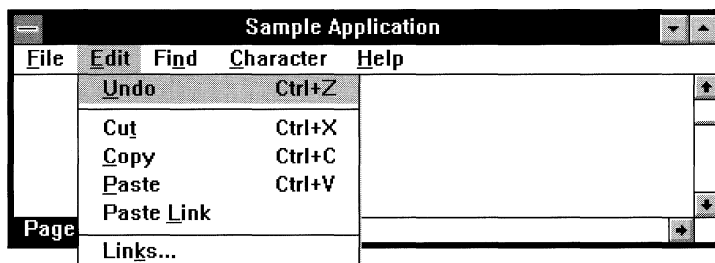 Sample Application
File Edit Find Character Help
Undo Ctrl+Z
Cut Ctrl+X
Copy Ctrl+C
Paste Ctrl+V
Paste Link
Page
Links...